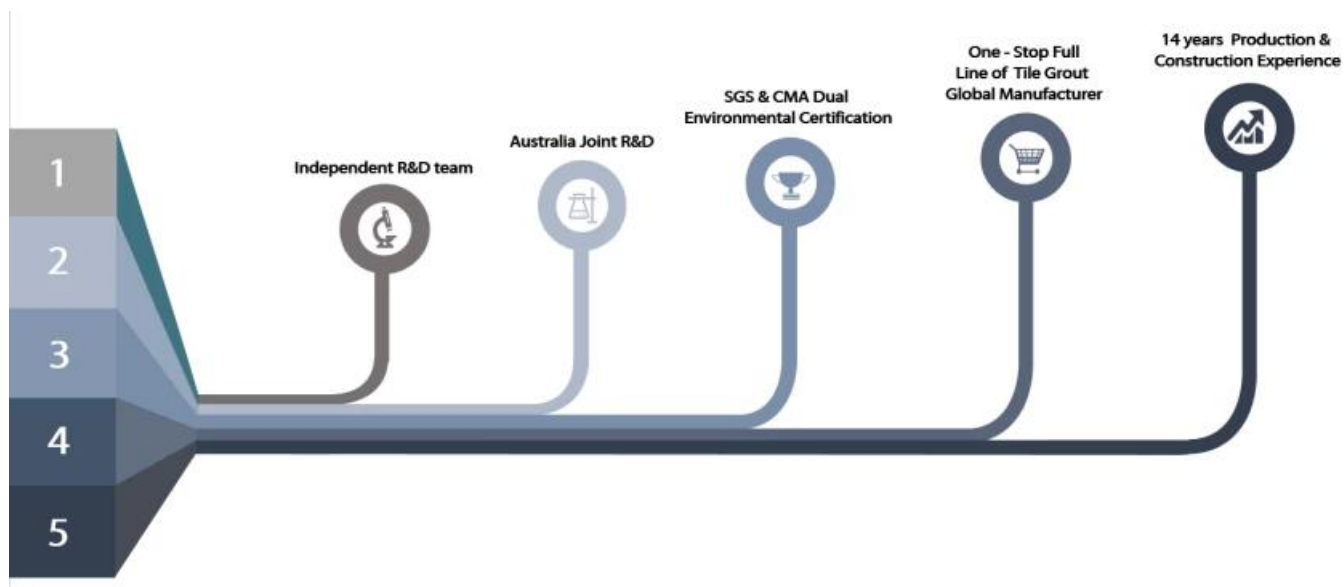 1
2
3
4
5
Independent R&D team
Australia Joint R&D
SGS & CMA Dual
Environmental Certification
One - Stop Full
Line of Tile Grout
Global Manufacturer
14 years Production &
Construction Experience